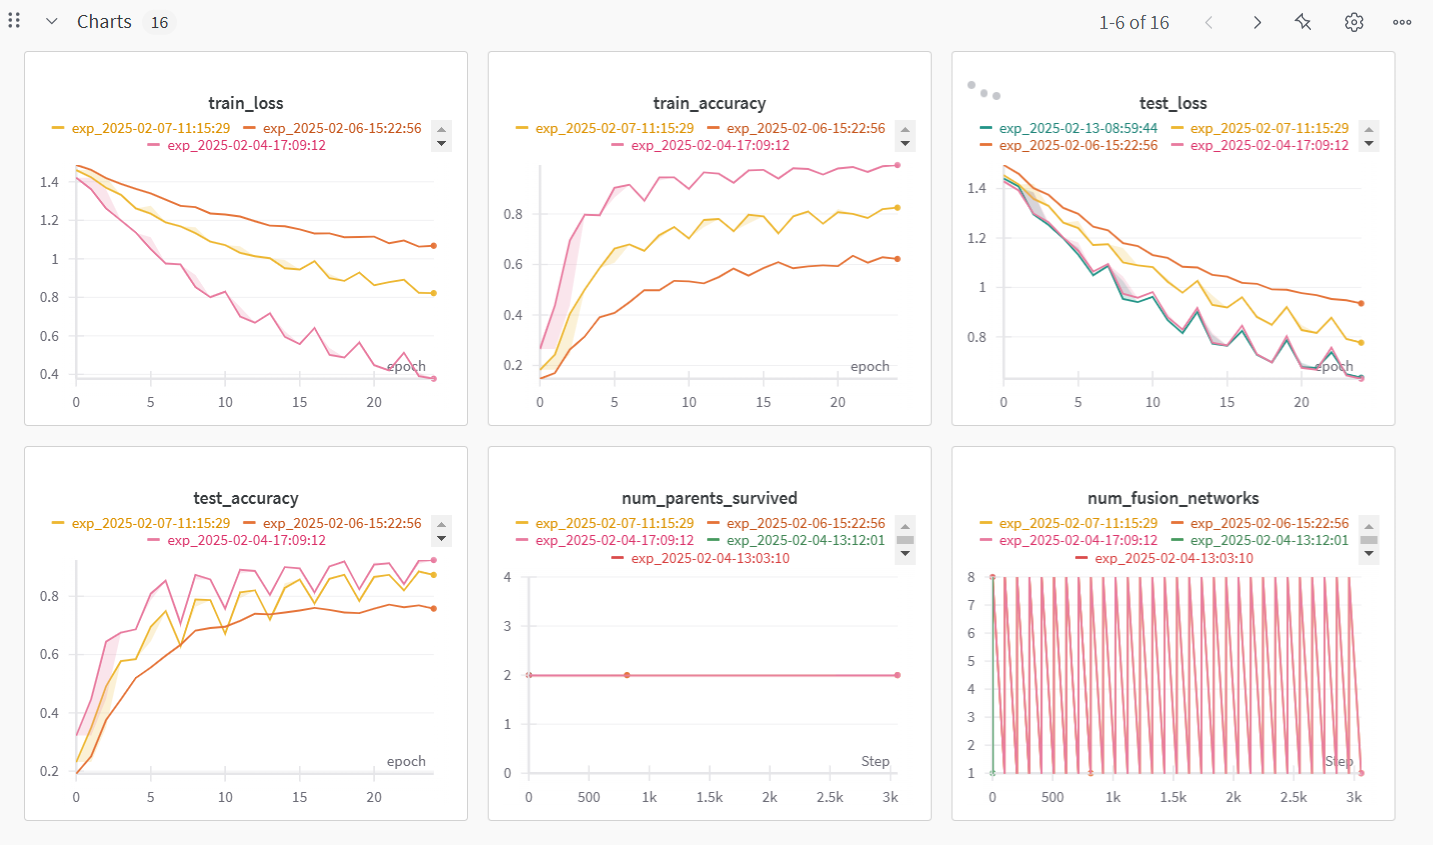 Charts 16 1-6 of 16
train_loss
exp_2025-02-07-11:15:29 exp_2025-02-06-15:22:56
exp_2025-02-04-17:09:12
1.4
1.2
1
0.8
0.6
0.4
epoch
0 5 10 15 20
train_accuracy
exp_2025-02-07-11:15:29 exp_2025-02-06-15:22:56
exp_2025-02-04-17:09:12
0.8
0.6
0.4
0.2
epoch
0 5 10 15 20
test_loss
exp_2025-02-13-08:59:44 exp_2025-02-07-11:15:29
exp_2025-02-06-15:22:56 exp_2025-02-04-17:09:12
1.4
1.2
1
0.8
epoch
0 5 10 15 20
test_accuracy
exp_2025-02-07-11:15:29 exp_2025-02-06-15:22:56
exp_2025-02-04-17:09:12
0.8
0.6
0.4
0.2
epoch
0 5 10 15 20
num_parents_survived
exp_2025-02-07-11:15:29 exp_2025-02-06-15:22:56
exp_2025-02-04-17:09:12 exp_2025-02-04-13:12:01
exp_2025-02-04-13:03:10
4
3
2
1
0
Step
0 500 1k 1.5k 2k 2.5k 3k
num_fusion_networks
exp_2025-02-07-11:15:29 exp_2025-02-06-15:22:56
exp_2025-02-04-17:09:12 exp_2025-02-04-13:12:01
exp_2025-02-04-13:03:10
8
7
6
5
4
3
2
1
Step
0 500 1k 1.5k 2k 2.5k 3k